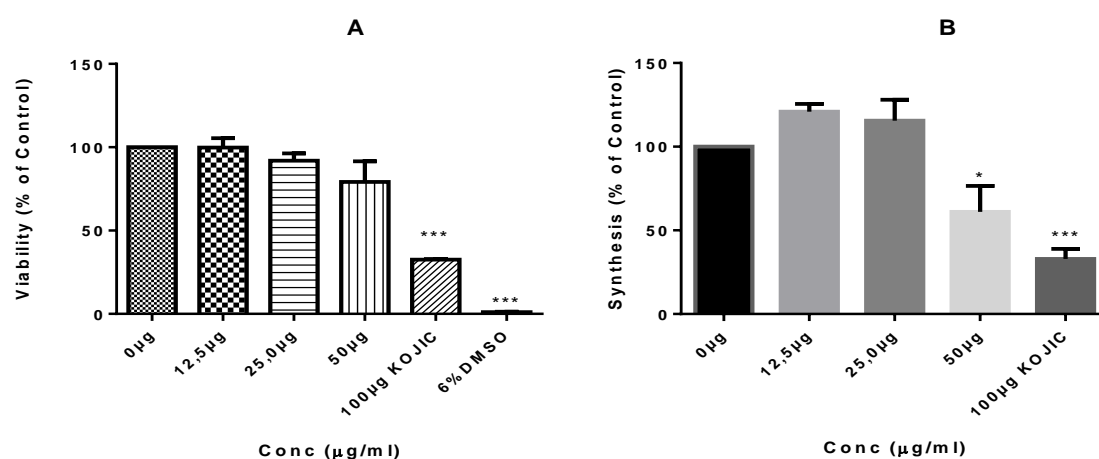 A
Viability (% of Control)
150
100
50
0
***
***
0µg
12,5µg
25,0µg
50µg
100µg KOJIC
6%DMSO
Conc (µg/ml)
B
Synthesis (% of Control)
150
100
50
0
*
***
0µg
12,5µg
25,0µg
50µg
100µg KOJIC
Conc (µg/ml)